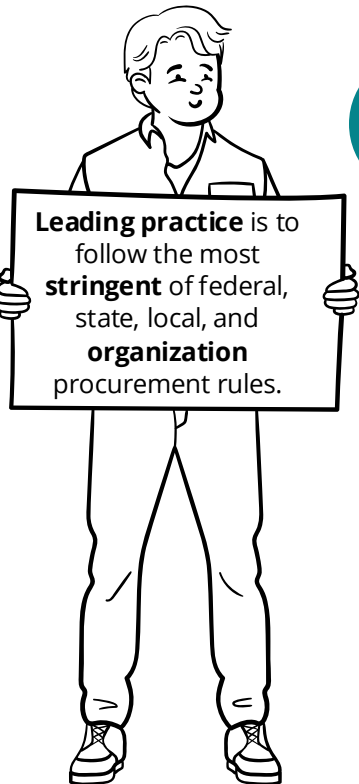 Leading practice is to
follow the most
stringent of federal,
state, local, and
organization
procurement rules.